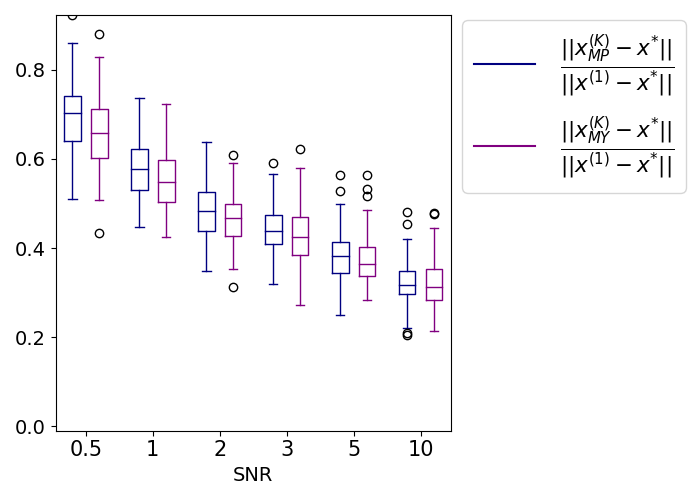 0.8
0.6
0.4
0.2
0.0
0.5 1 2 3 5 10
SNR
||x_{MP}^{(K)} − x^*||
||x^{(1)} − x^*||
||x_{MY}^{(K)} − x^*||
||x^{(1)} − x^*||